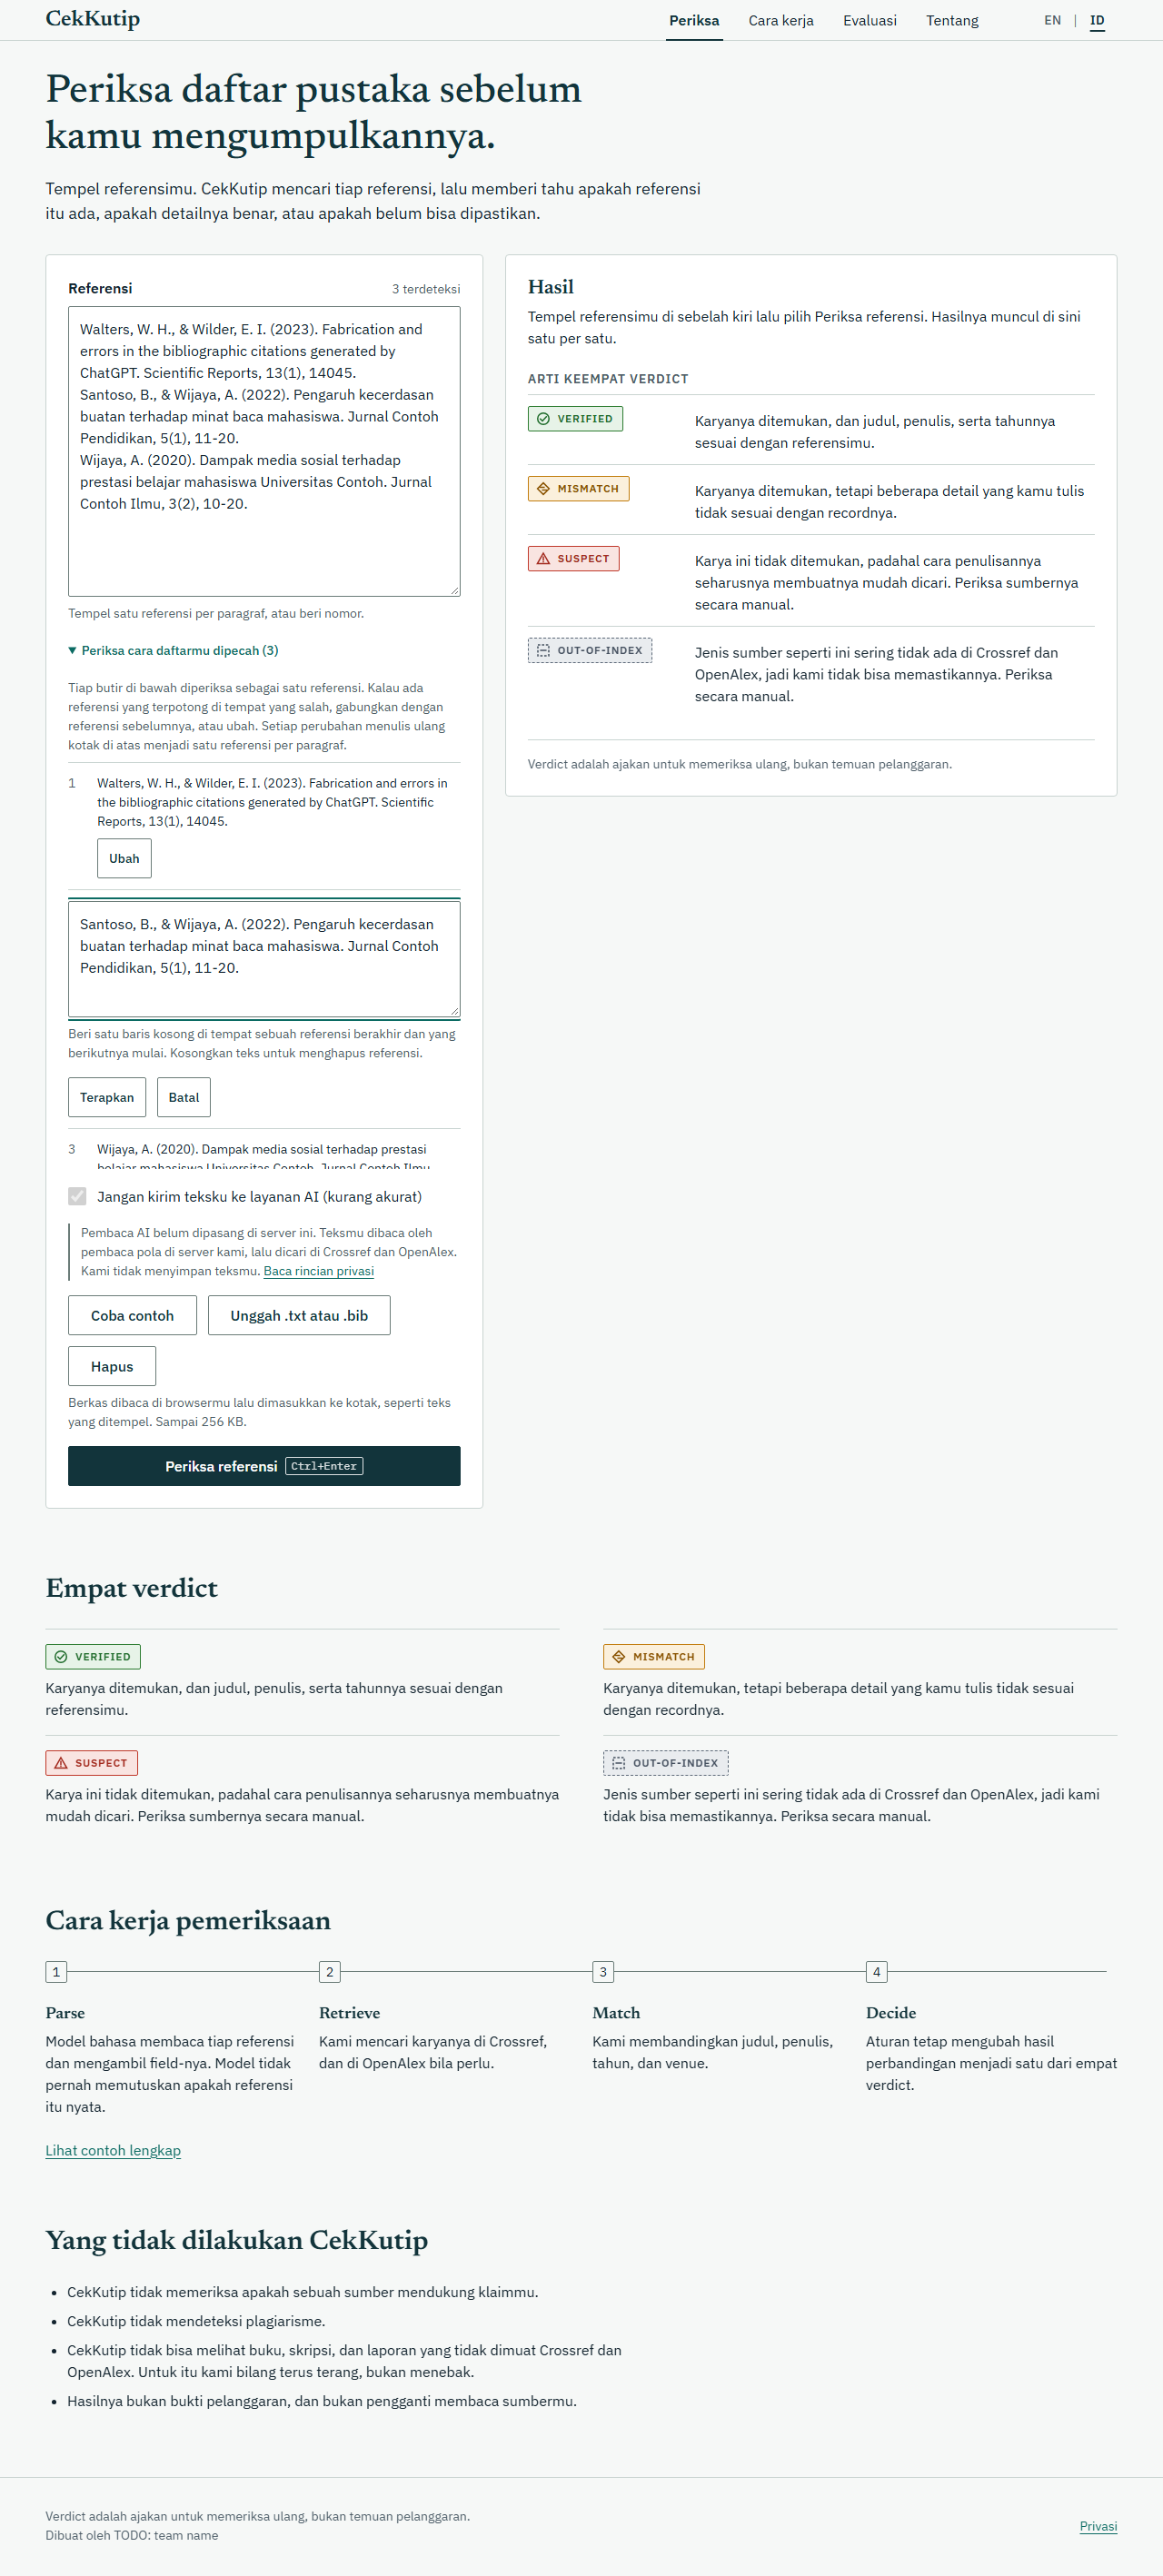 CekKutip
Periksa
Cara kerja
Evaluasi
Tentang
EN | ID
Periksa daftar pustaka sebelum
kamu mengumpulkannya.
Tempel referensimu. CekKutip mencari tiap referensi, lalu memberi tahu apakah referensi
itu ada, apakah detailnya benar, atau apakah belum bisa dipastikan.
Referensi
3 terdeteksi
Walters, W. H., & Wilder, E. I. (2023). Fabrication and
errors in the bibliographic citations generated by
ChatGPT. Scientific Reports, 13(1), 14045.
Santoso, B., & Wijaya, A. (2022). Pengaruh kecerdasan
buatan terhadap minat baca mahasiswa. Jurnal Contoh
Pendidikan, 5(1), 11-20.
Wijaya, A. (2020). Dampak media sosial terhadap
prestasi belajar mahasiswa Universitas Contoh. Jurnal
Contoh Ilmu, 3(2), 10-20.
Tempel satu referensi per paragraf, atau beri nomor.
▼ Periksa cara daftarmu dipecah (3)
Tiap butir di bawah diperiksa sebagai satu referensi. Kalau ada
referensi yang terpotong di tempat yang salah, gabungkan dengan
referensi sebelumnya, atau ubah. Setiap perubahan menulis ulang
kotak di atas menjadi satu referensi per paragraf.
1
Walters, W. H., & Wilder, E. I. (2023). Fabrication and errors in
the bibliographic citations generated by ChatGPT. Scientific
Reports, 13(1), 14045.
Ubah
Santoso, B., & Wijaya, A. (2022). Pengaruh kecerdasan
buatan terhadap minat baca mahasiswa. Jurnal Contoh
Pendidikan, 5(1), 11-20.
Beri satu baris kosong di tempat sebuah referensi berakhir dan yang
berikutnya mulai. Kosongkan teks untuk menghapus referensi.
Terapkan
Batal
3
Wijaya, A. (2020). Dampak media sosial terhadap prestasi
belajar mahasiswa Universitas Contoh. Jurnal Contoh Ilmu,
Jangan kirim teksku ke layanan AI (kurang akurat)
Pembaca AI belum dipasang di server ini. Teksmu dibaca oleh
pembaca pola di server kami, lalu dicari di Crossref dan OpenAlex.
Kami tidak menyimpan teksmu. Baca rincian privasi
Coba contoh
Unggah .txt atau .bib
Hapus
Berkas dibaca di browsermu lalu dimasukkan ke kotak, seperti teks
yang ditempel. Sampai 256 KB.
Periksa referensi Ctrl+Enter
Hasil
Tempel referensimu di sebelah kiri lalu pilih Periksa referensi. Hasilnya muncul di sini
satu per satu.
ARTI KEEMPAT VERDICT
VERIFIED
Karyanya ditemukan, dan judul, penulis, serta tahunnya
sesuai dengan referensimu.
MISMATCH
Karyanya ditemukan, tetapi beberapa detail yang kamu tulis
tidak sesuai dengan recordnya.
SUSPECT
Karya ini tidak ditemukan, padahal cara penulisannya
seharusnya membuatnya mudah dicari. Periksa sumbernya
secara manual.
OUT-OF-INDEX
Jenis sumber seperti ini sering tidak ada di Crossref dan
OpenAlex, jadi kami tidak bisa memastikannya. Periksa
secara manual.
Verdict adalah ajakan untuk memeriksa ulang, bukan temuan pelanggaran.
Empat verdict
VERIFIED
Karyanya ditemukan, dan judul, penulis, serta tahunnya sesuai dengan
referensimu.
MISMATCH
Karyanya ditemukan, tetapi beberapa detail yang kamu tulis tidak sesuai
dengan recordnya.
SUSPECT
Karya ini tidak ditemukan, padahal cara penulisannya seharusnya membuatnya
mudah dicari. Periksa sumbernya secara manual.
OUT-OF-INDEX
Jenis sumber seperti ini sering tidak ada di Crossref dan OpenAlex, jadi kami
tidak bisa memastikannya. Periksa secara manual.
Cara kerja pemeriksaan
1
Parse
Model bahasa membaca tiap referensi
dan mengambil field-nya. Model tidak
pernah memutuskan apakah referensi
itu nyata.
2
Retrieve
Kami mencari karyanya di Crossref,
dan di OpenAlex bila perlu.
3
Match
Kami membandingkan judul, penulis,
tahun, dan venue.
4
Decide
Aturan tetap mengubah hasil
perbandingan menjadi satu dari empat
verdict.
Lihat contoh lengkap
Yang tidak dilakukan CekKutip
• CekKutip tidak memeriksa apakah sebuah sumber mendukung klaimmu.
• CekKutip tidak mendeteksi plagiarisme.
• CekKutip tidak bisa melihat buku, skripsi, dan laporan yang tidak dimuat Crossref dan
OpenAlex. Untuk itu kami bilang terus terang, bukan menebak.
• Hasilnya bukan bukti pelanggaran, dan bukan pengganti membaca sumbermu.
Verdict adalah ajakan untuk memeriksa ulang, bukan temuan pelanggaran.
Dibuat oleh TODO: team name
Privasi